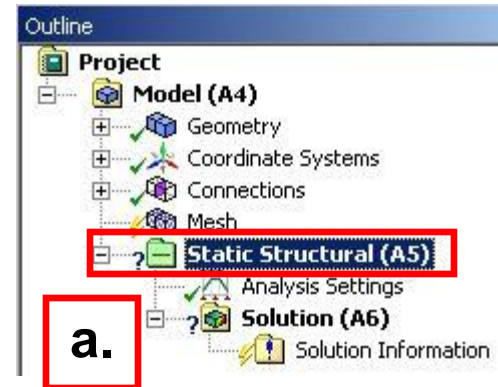 Outline
Project
Model (A4)
Geometry
Coordinate Systems
Connections
Mesh
Static Structural (A5)
Analysis Settings
Solution (A6)
a.
Solution Information